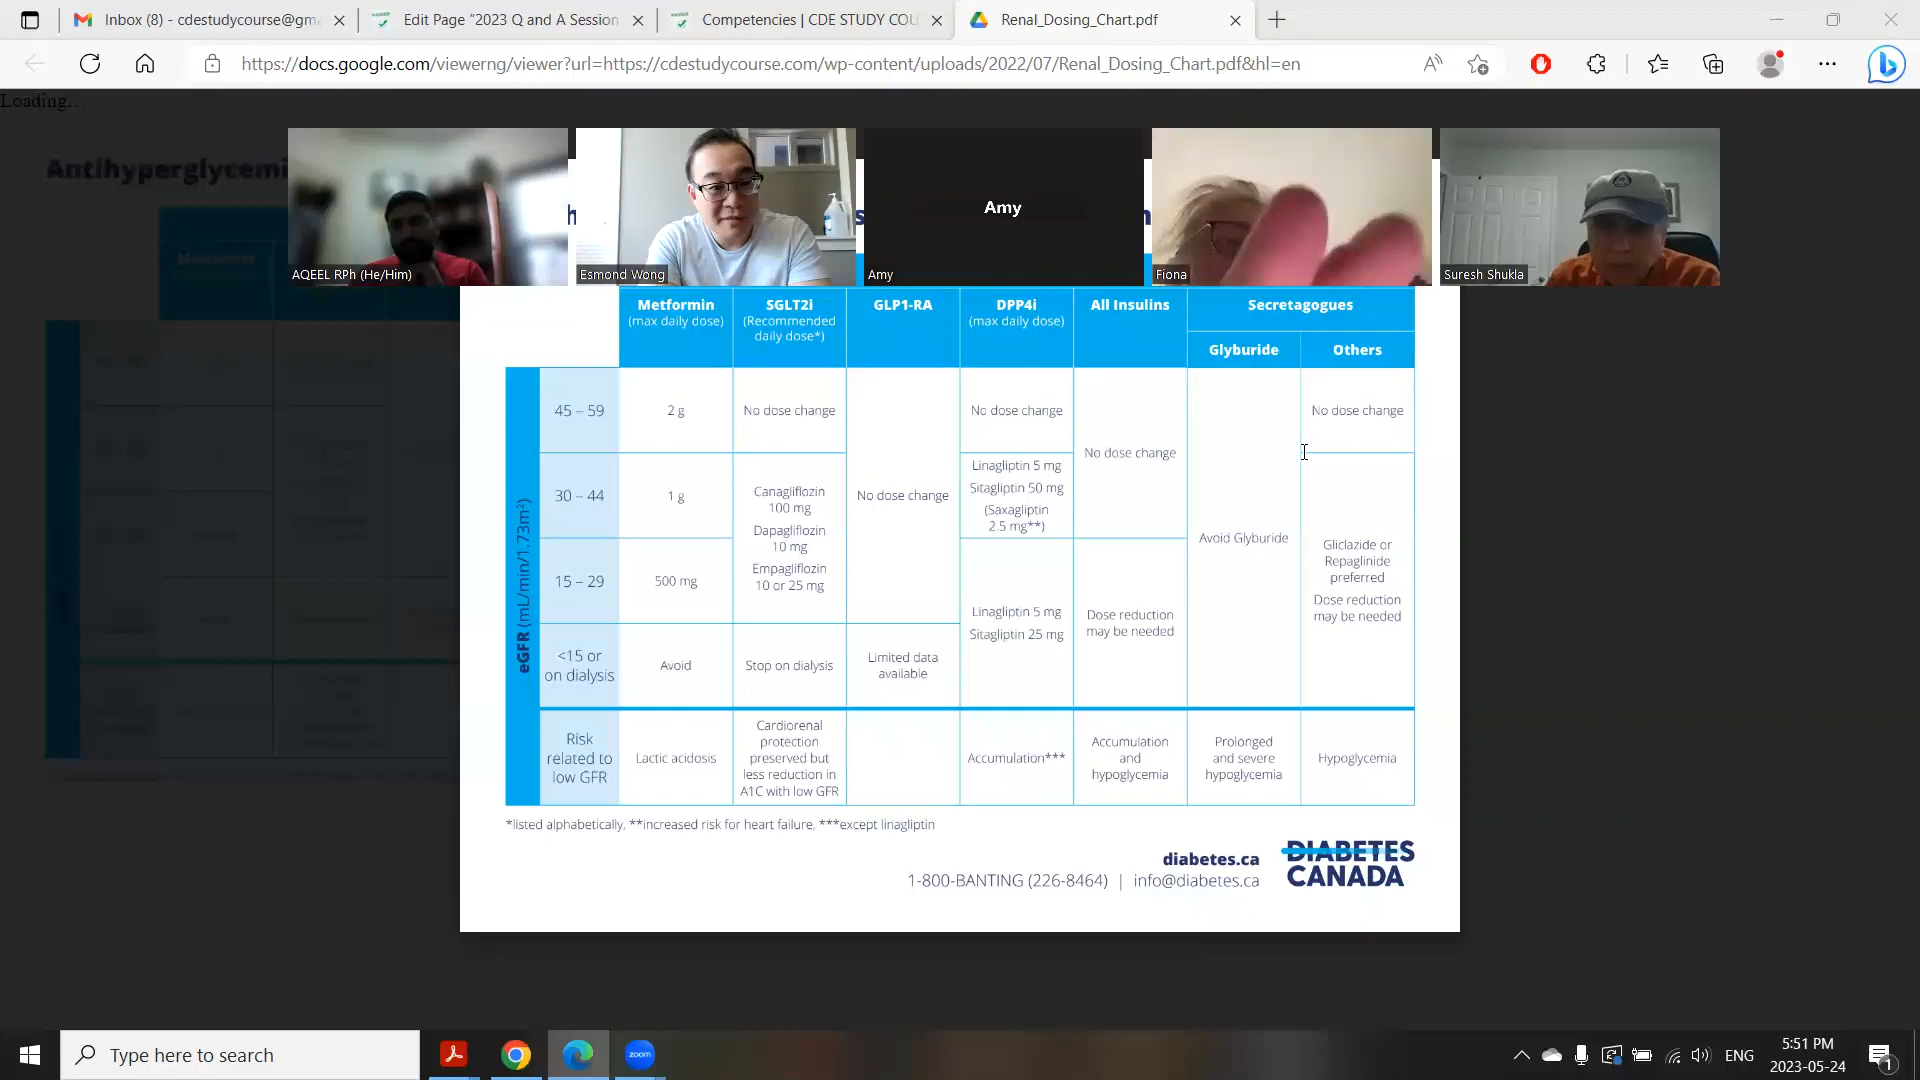 Inbox (8) - cdestudycourse@gm
Edit Page "2023 Q and A Session
Competencies | CDE STUDY COU
Renal_Dosing_Chart.pdf
https://docs.google.com/viewerng/viewer?url=https://cdestudycourse.com/wp-content/uploads/2022/07/Renal_Dosing_Chart.pdf&hl=en
Loading...
Antihyperglycemi
Amy
AQEEL RPh (He/Him)
Esmond Wong
Amy
Fiona
Suresh Shukla
Metformin
(max daily dose)
SGLT2i
(Recommended
daily dose*)
GLP1-RA
DPP4i
(max daily dose)
All Insulins
Secretagogues
Glyburide
Others
eGFR (mL/min/1.73m²)
45 – 59
2 g
No dose change
No dose change
No dose change
30 – 44
1 g
Canagliflozin
100 mg
Dapagliflozin
10 mg
Empagliflozin
10 or 25 mg
No dose change
Linagliptin 5 mg
Sitagliptin 50 mg
(Saxagliptin
2.5 mg**)
No dose change
Avoid Glyburide
Gliclazide or
Repaglinide
preferred
Dose reduction
may be needed
15 – 29
500 mg
Linagliptin 5 mg
Sitagliptin 25 mg
Dose reduction
may be needed
<15 or
on dialysis
Avoid
Stop on dialysis
Limited data
available
Risk
related to
low GFR
Lactic acidosis
Cardiorenal
protection
preserved but
less reduction in
A1C with low GFR
Accumulation***
Accumulation
and
hypoglycemia
Prolonged
and severe
hypoglycemia
Hypoglycemia
*listed alphabetically, **increased risk for heart failure, ***except linagliptin
diabetes.ca
1-800-BANTING (226-8464) | info@diabetes.ca
DIABETES
CANADA
Type here to search
zoom
ENG
5:51 PM
2023-05-24
1